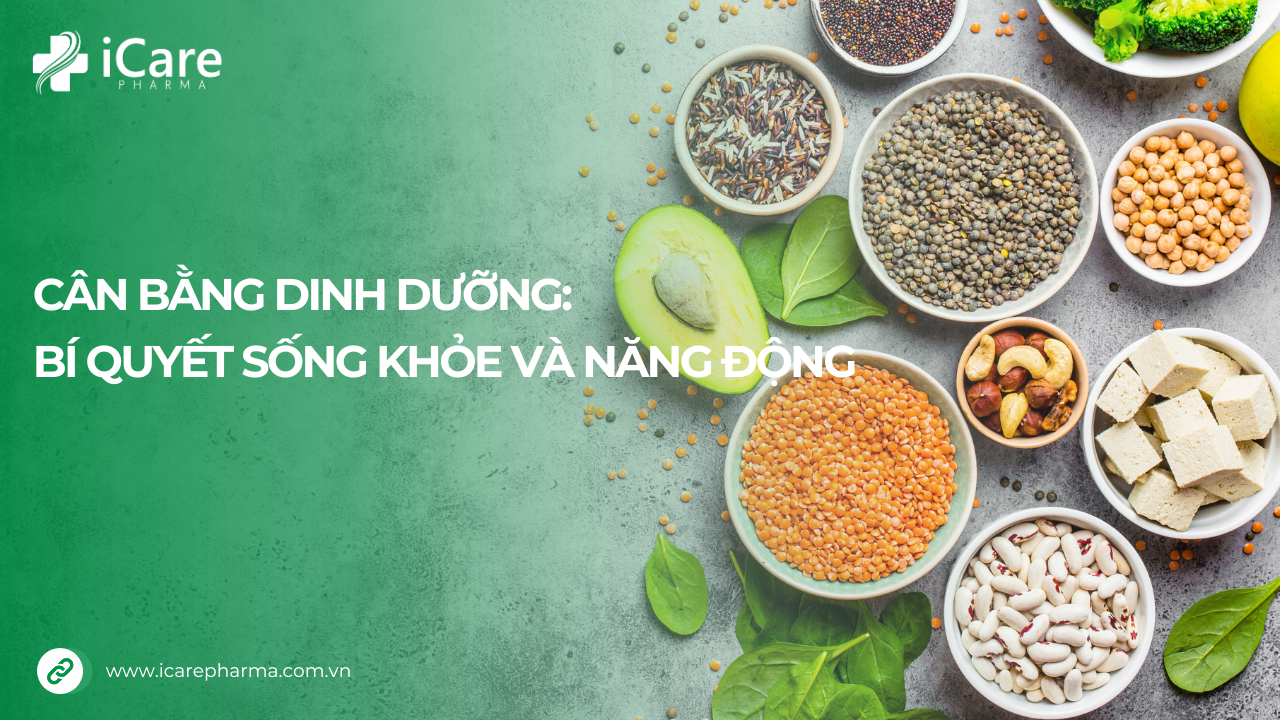 iCare
PHARMA
CÂN BẰNG DINH DƯỠNG:
BÍ QUYẾT SỐNG KHỎE VÀ NĂNG ĐỘNG
www.icarepharma.com.vn